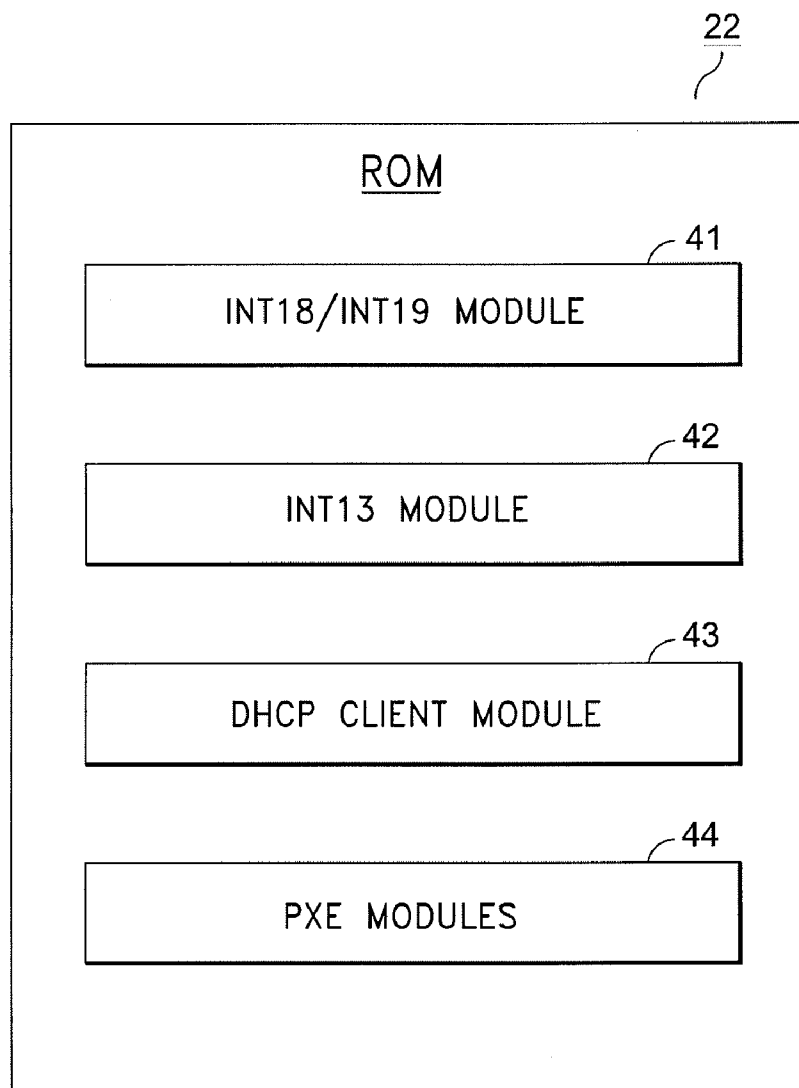 22
ROM
41
INT18/INT19 MODULE
42
INT13 MODULE
43
DHCP CLIENT MODULE
44
PXE MODULES